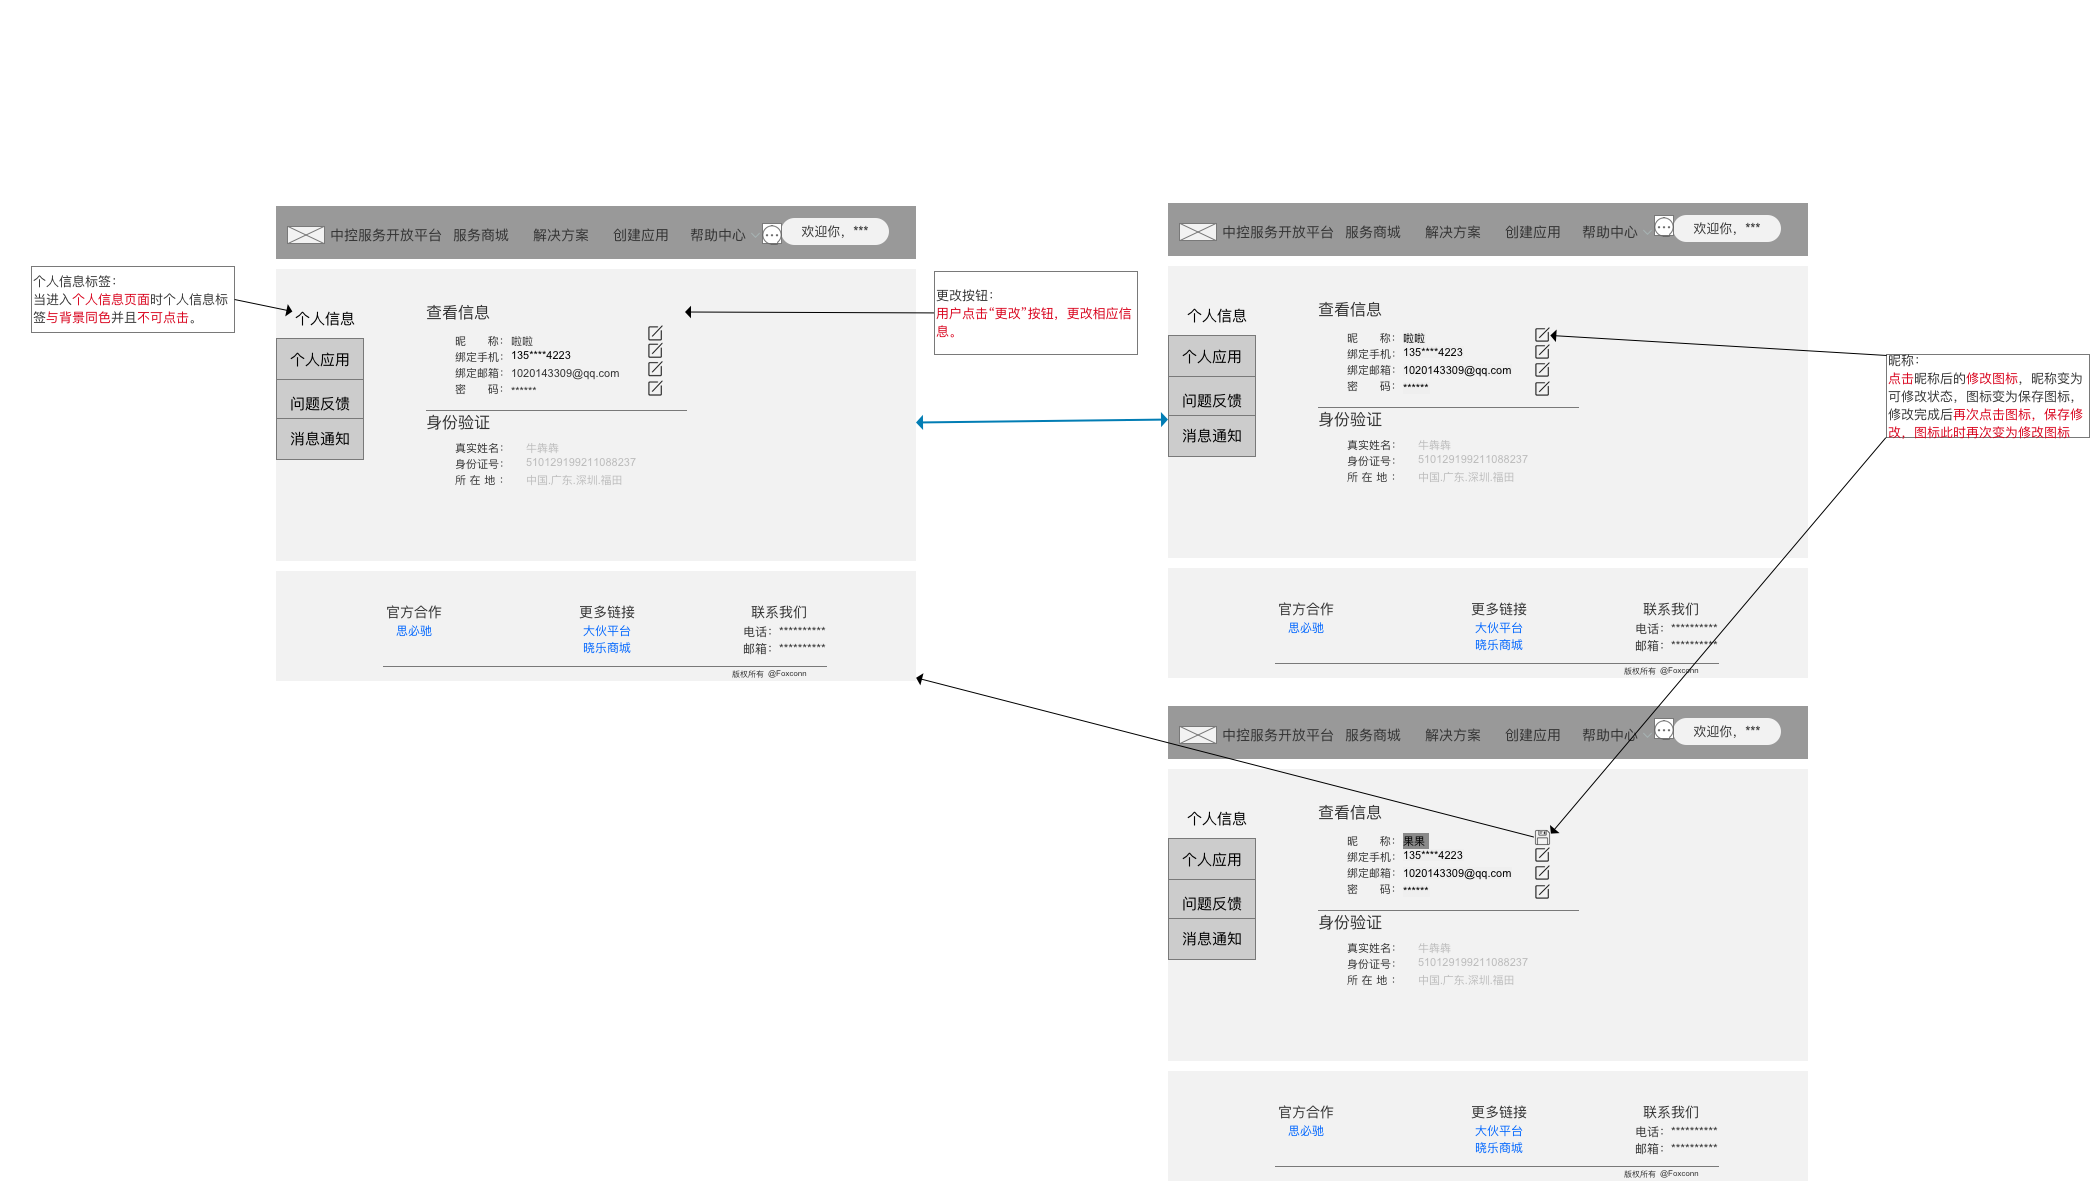 中控服务开放平台 服务商城 解决方案 创建应用 帮助中心 欢迎你，***
个人信息标签：
当进入个人信息页面时个人信息标
签与背景同色并且不可点击。
个人信息
个人应用
问题反馈
消息通知
查看信息
昵 称： 啦啦
绑定手机： 135****4223
绑定邮箱： 1020143309@qq.com
密 码： ******
身份验证
真实姓名： 牛犇犇
身份证号： 510129199211088237
所 在 地 ： 中国.广东.深圳.福田
官方合作
思必驰
更多链接
大伙平台
晓乐商城
联系我们
电话：**********
邮箱：**********
版权所有 @Foxconn
更改按钮：
用户点击“更改”按钮，更改相应信
息。
中控服务开放平台 服务商城 解决方案 创建应用 帮助中心 欢迎你，***
个人信息
个人应用
问题反馈
消息通知
查看信息
昵 称： 啦啦
绑定手机： 135****4223
绑定邮箱： 1020143309@qq.com
密 码： ******
身份验证
真实姓名： 牛犇犇
身份证号： 510129199211088237
所 在 地 ： 中国.广东.深圳.福田
官方合作
思必驰
更多链接
大伙平台
晓乐商城
联系我们
电话：**********
邮箱：**********
版权所有 @Foxconn
昵称：
点击昵称后的修改图标，昵称变为
可修改状态，图标变为保存图标，
修改完成后再次点击图标，保存修
改，图标此时再次变为修改图标
中控服务开放平台 服务商城 解决方案 创建应用 帮助中心 欢迎你，***
个人信息
个人应用
问题反馈
消息通知
查看信息
昵 称： 果果
绑定手机： 135****4223
绑定邮箱： 1020143309@qq.com
密 码： ******
身份验证
真实姓名： 牛犇犇
身份证号： 510129199211088237
所 在 地 ： 中国.广东.深圳.福田
官方合作
思必驰
更多链接
大伙平台
晓乐商城
联系我们
电话：**********
邮箱：**********
版权所有 @Foxconn